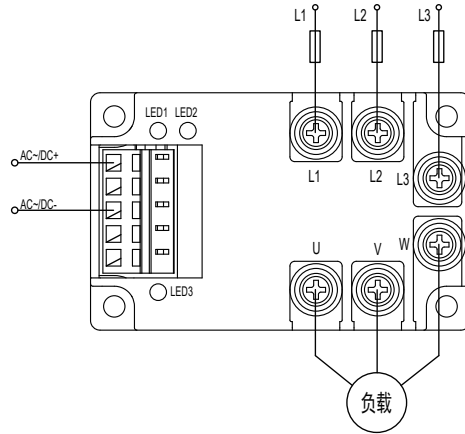 L1 L2 L3
LED1 LED2
AC~/DC+
L1 L2 L3
AC~/DC-
U V W
LED3
负载